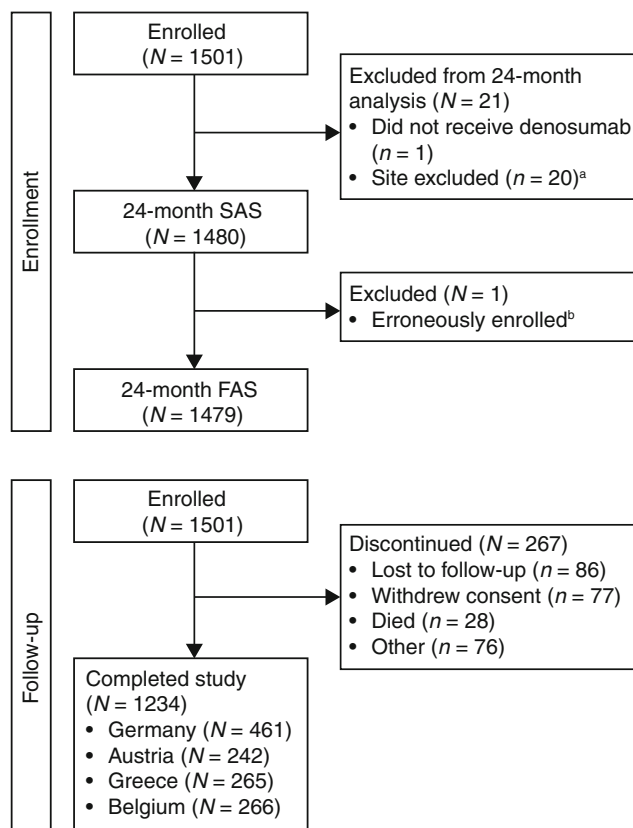 Enrollment
Enrolled
(N = 1501)
Excluded from 24-month
analysis (N = 21)
• Did not receive denosumab
(n = 1)
• Site excluded (n = 20)a
24-month SAS
(N = 1480)
Excluded (N = 1)
• Erroneously enrolledb
24-month FAS
(N = 1479)
Follow-up
Enrolled
(N = 1501)
Discontinued (N = 267)
• Lost to follow-up (n = 86)
• Withdrew consent (n = 77)
• Died (n = 28)
• Other (n = 76)
Completed study
(N = 1234)
• Germany (N = 461)
• Austria (N = 242)
• Greece (N = 265)
• Belgium (N = 266)